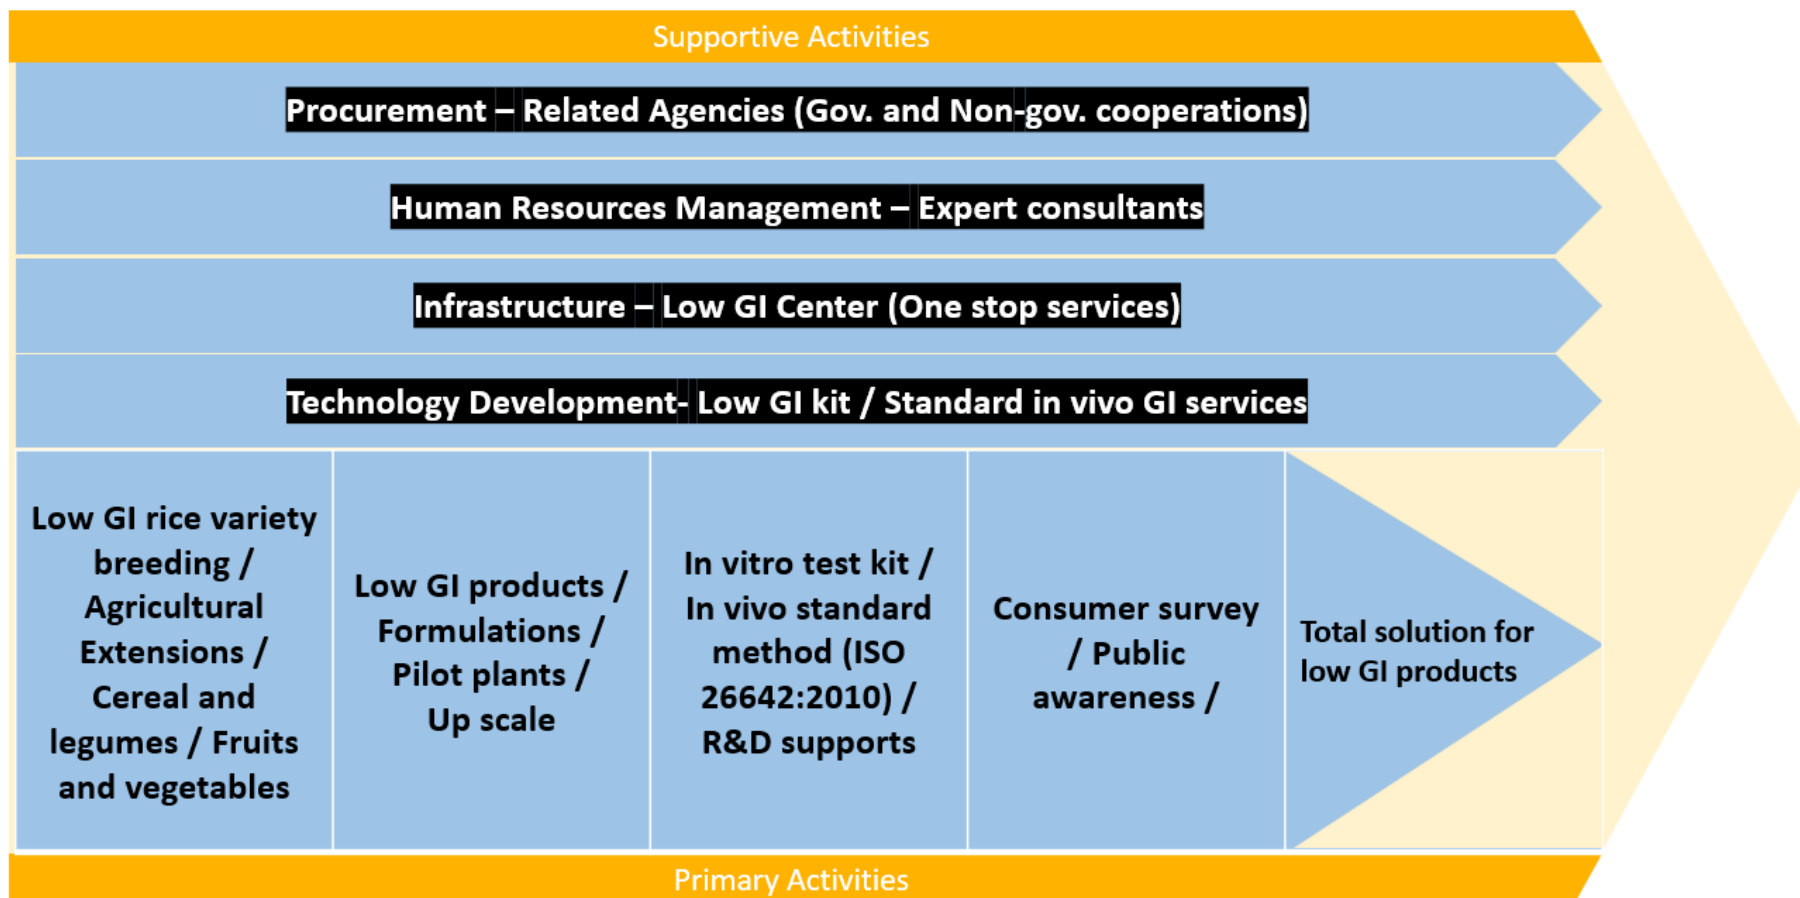 Supportive Activities
Procurement – Related Agencies (Gov. and Non-gov. cooperations)
Human Resources Management – Expert consultants
Infrastructure – Low GI Center (One stop services)
Technology Development- Low GI kit / Standard in vivo GI services
Low GI rice variety
breeding /
Agricultural
Extensions /
Cereal and
legumes / Fruits
and vegetables
Low GI products /
Formulations /
Pilot plants /
Up scale
In vitro test kit /
In vivo standard
method (ISO
26642:2010) /
R&D supports
Consumer survey
/ Public
awareness /
Total solution for
low GI products
Primary Activities